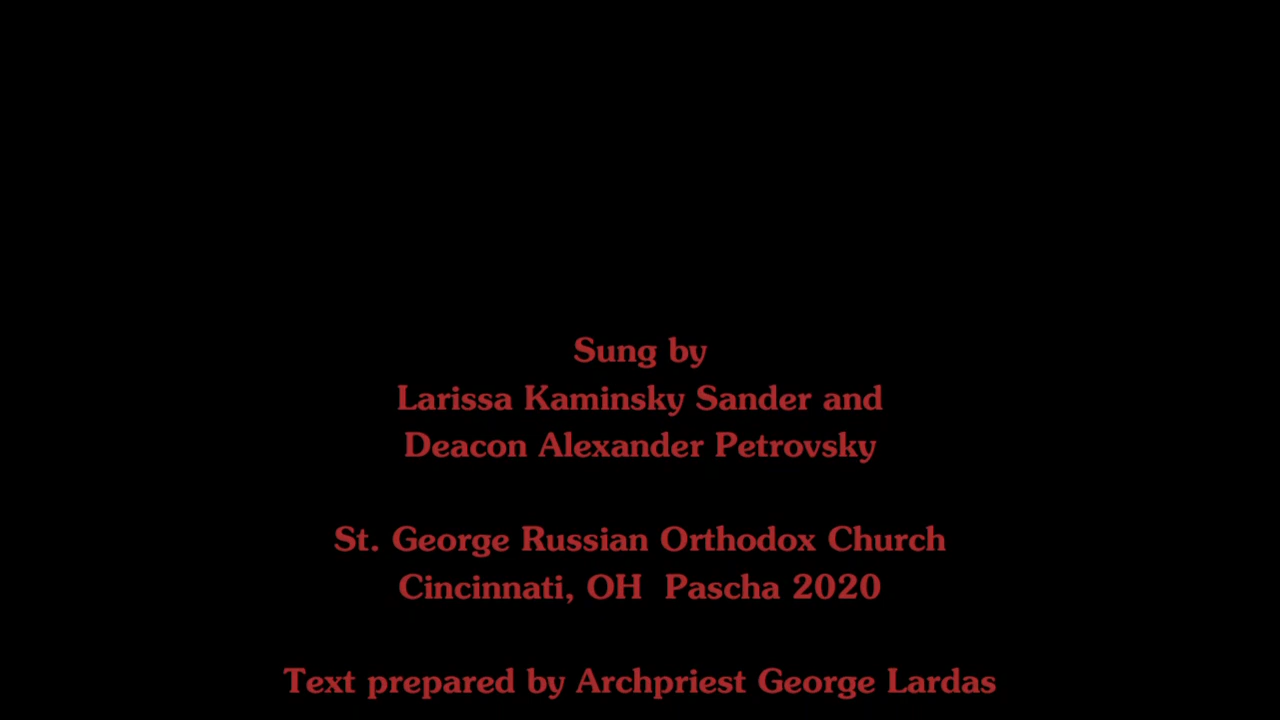 Sung by
Larissa Kaminsky Sander and
Deacon Alexander Petrovsky
St. George Russian Orthodox Church
Cincinnati, OH  Pascha 2020
Text prepared by Archpriest George Lardas